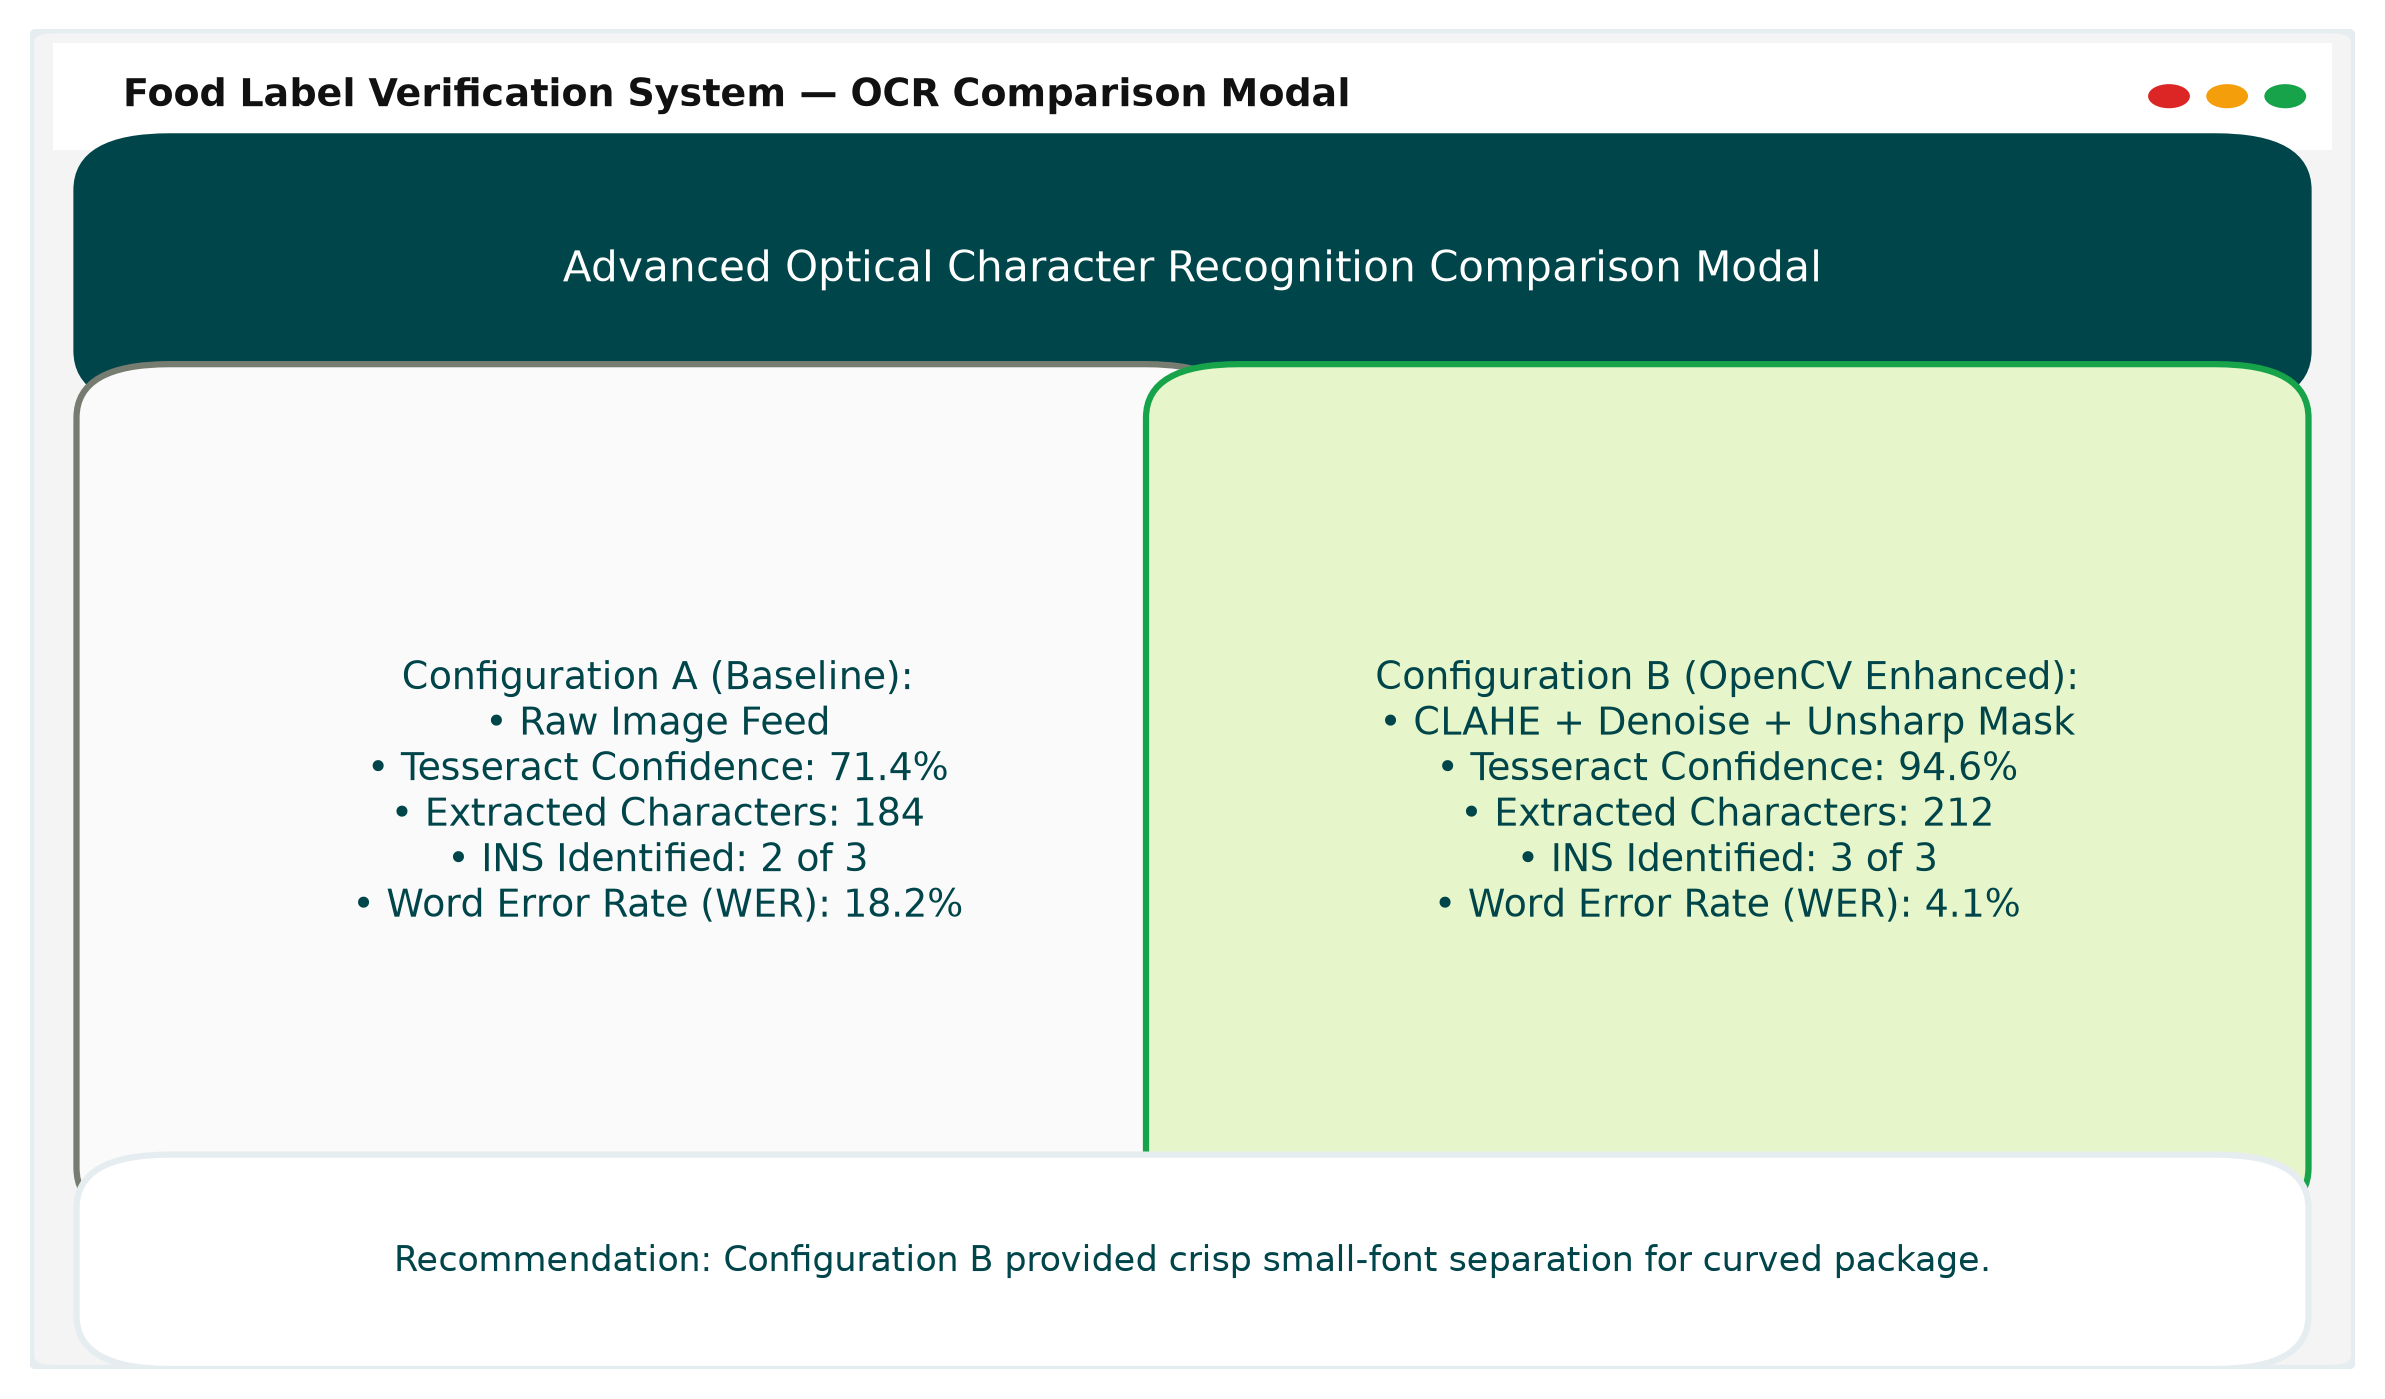 Food Label Verification System — OCR Comparison Modal
Advanced Optical Character Recognition Comparison Modal
Configuration A (Baseline):
• Raw Image Feed
• Tesseract Confidence: 71.4%
• Extracted Characters: 184
• INS Identified: 2 of 3
• Word Error Rate (WER): 18.2%
Configuration B (OpenCV Enhanced):
• CLAHE + Denoise + Unsharp Mask
• Tesseract Confidence: 94.6%
• Extracted Characters: 212
• INS Identified: 3 of 3
• Word Error Rate (WER): 4.1%
Recommendation: Configuration B provided crisp small-font separation for curved package.